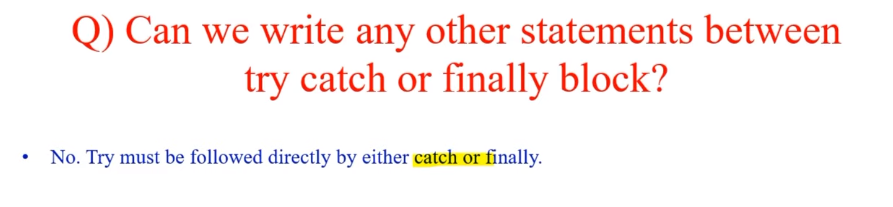 Q) Can we write any other statements between
try catch or finally block?
• No. Try must be followed directly by either catch or finally.